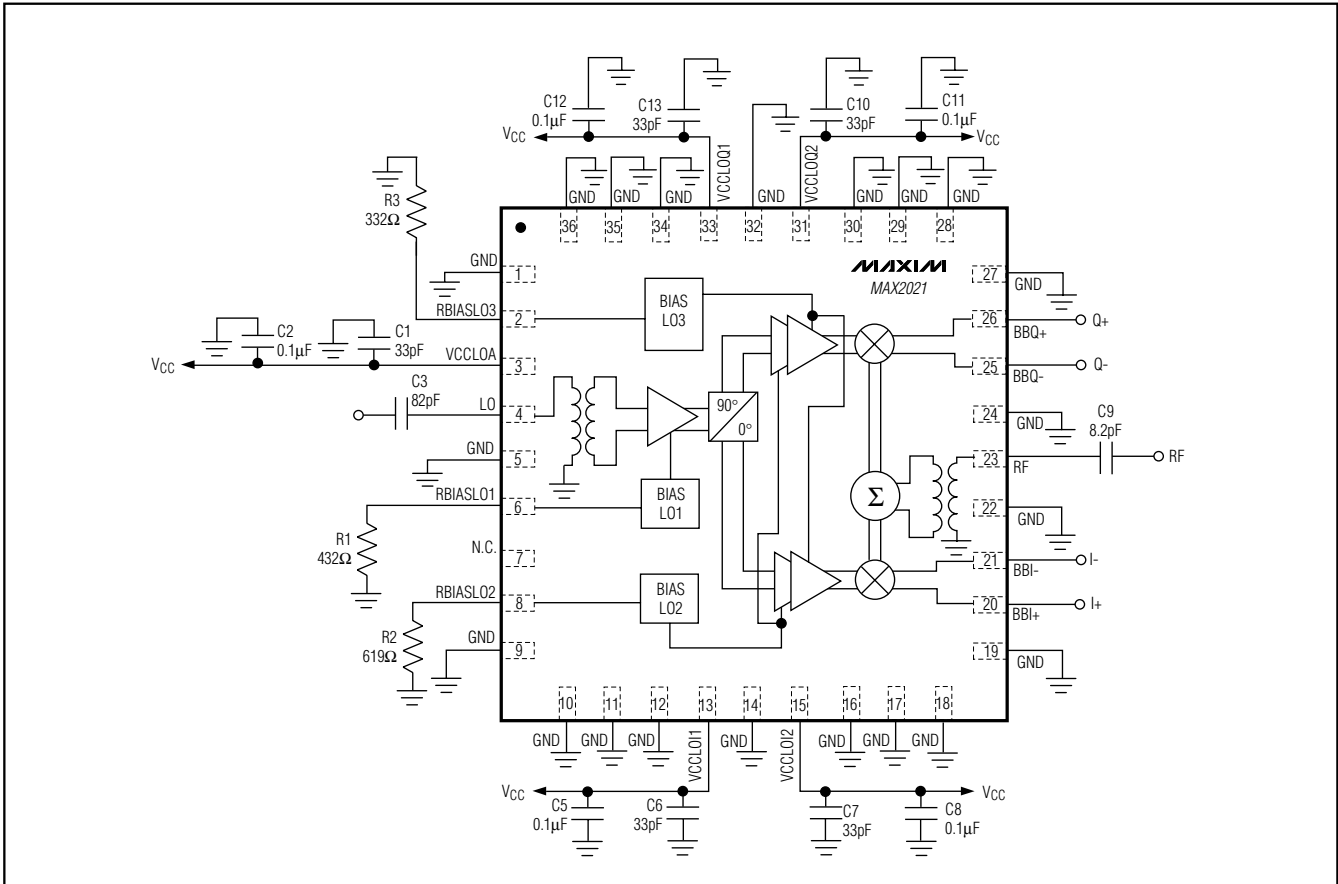 C12
0.1µF
C13
33pF
C10
33pF
C11
0.1µF
VCC
VCC
VCCLOQ1
VCCLOQ2
GND
GND
GND
GND
GND
GND
GND
R3
332Ω
36
35
34
33
32
31
30
29
28
MAXIM
MAX2021
GND
1
27
GND
RBIASLO3
2
BIAS
LO3
26
BBQ+
Q+
C2
0.1µF
C1
33pF
VCC
VCCLOA
3
25
BBQ-
Q-
C3
82pF
LO
4
90°
0°
24
GND
C9
8.2pF
GND
5
23
RF
RF
RBIASLO1
6
BIAS
LO1
Σ
22
GND
R1
432Ω
N.C.
7
21
BBI-
I-
RBIASLO2
8
BIAS
LO2
20
BBI+
I+
R2
619Ω
GND
9
19
GND
10
11
12
13
14
15
16
17
18
GND
GND
GND
VCCLOI1
GND
VCCLOI2
GND
GND
GND
VCC
VCC
C5
0.1µF
C6
33pF
C7
33pF
C8
0.1µF